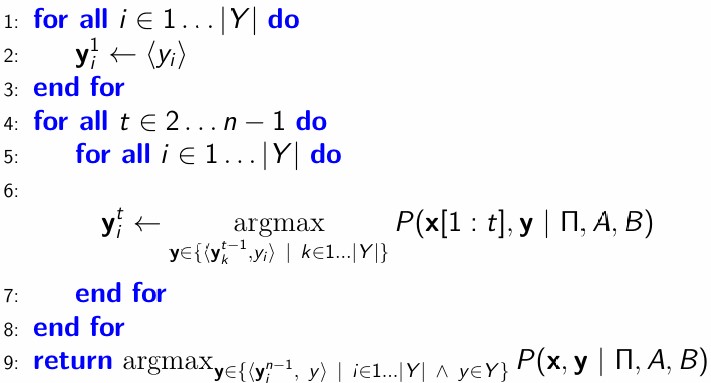 1: for all i ∈ 1 . . . |Y| do
2: y_i^1 ← ⟨y_i⟩
3: end for
4: for all t ∈ 2 . . . n − 1 do
5: for all i ∈ 1 . . . |Y| do
6:
y_i^t ← argmax_{y∈{⟨y_k^{t−1},y_i⟩ | k∈1...|Y|}} P(x[1 : t], y | Π, A, B)
7: end for
8: end for
9: return argmax_{y∈{⟨y_i^{n−1}, y⟩ | i∈1...|Y| ∧ y∈Y}} P(x, y | Π, A, B)